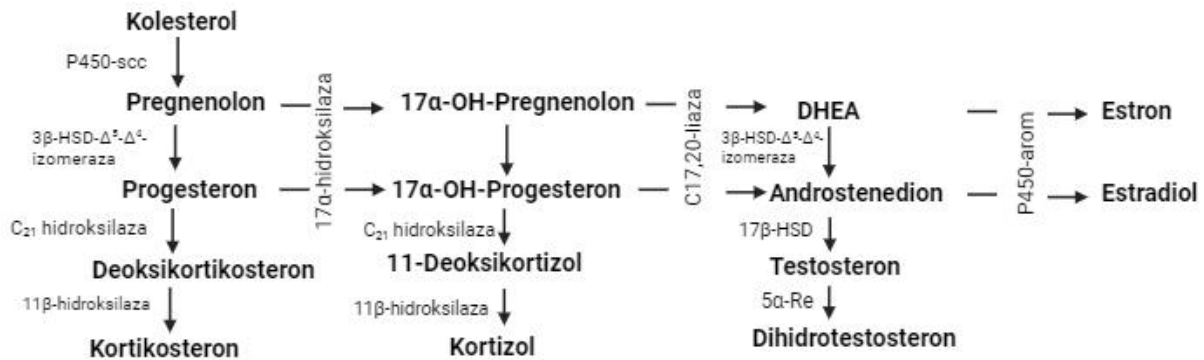 Kolesterol
P450-scc
Pregnenolon
17α-OH-Pregnenolon
DHEA
Estron
17α-hidroksilaza
C17,20-liaza
P450-arom
3β-HSD-Δ⁵-Δ⁴-
izomeraza
3β-HSD-Δ⁵-Δ⁴-
izomeraza
Progesteron
17α-OH-Progesteron
Androstenedion
Estradiol
C₂₁ hidroksilaza
C₂₁ hidroksilaza
17β-HSD
Deoksikortikosteron
11-Deoksikortizol
Testosteron
11β-hidroksilaza
11β-hidroksilaza
5α-Re
Kortikosteron
Kortizol
Dihidrotestosteron